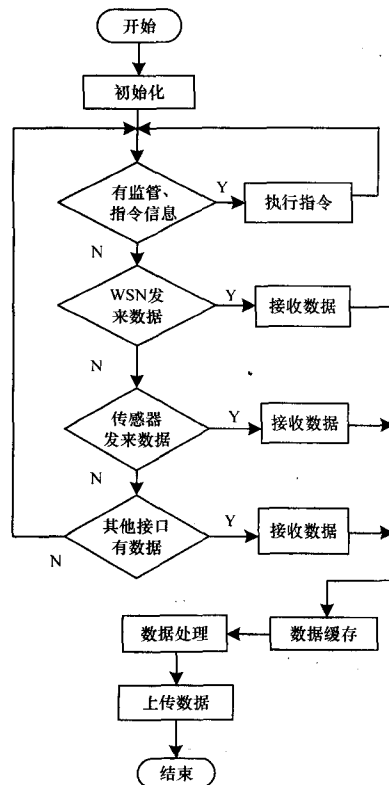 开始
初始化
有监管、
指令信息
Y
执行指令
N
WSN发
来数据
Y
接收数据
N
传感器
发来数据
Y
接收数据
N
其他接口
有数据
Y
接收数据
N
数据处理
数据缓存
上传数据
结束